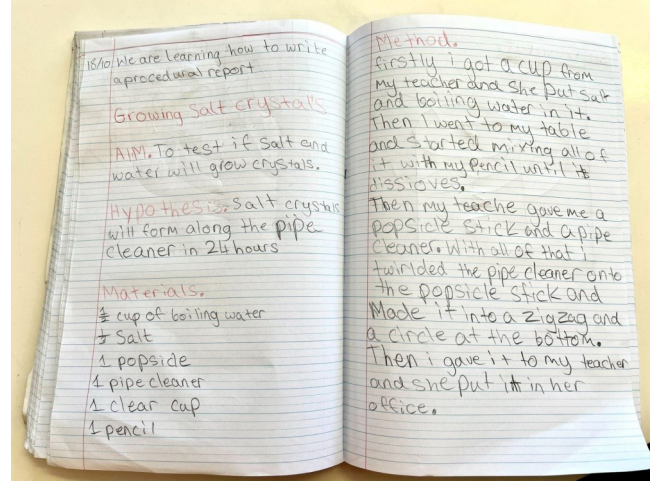 18/10 We are learning how to write
a procedural report
Growing Salt crystals
AIM. To test if salt and
water will grow crystals.
Hypothesis. Salt crystals
will form along the pipe
cleaner in 24 hours
Materials.
cup of boiling water
Salt
1 popside
1 pipe cleaner
1 clear cup
1 pencil
Method.
firstly i got a cup from
my teacher and she put salt
and boiling water in it.
Then I went to my table
and started mixing all of
it with my pencil until it
dissioves.
Then my teache gave me a
popsicle stick and a pipe
cleaner. With all of that i
twirlded the pipe cleaner onto
the popsicle stick and
Made it into a zigzag and
a circle at the bottom.
Then i gave it to my teacher
and she put it in her
office.